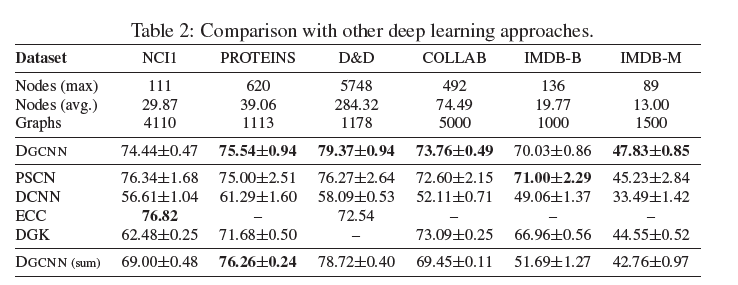 Table 2: Comparison with other deep learning approaches.
Dataset NCI1 PROTEINS D&D COLLAB IMDB-B IMDB-M
Nodes (max) 111 620 5748 492 136 89
Nodes (avg.) 29.87 39.06 284.32 74.49 19.77 13.00
Graphs 4110 1113 1178 5000 1000 1500
DGCNN 74.44±0.47 75.54±0.94 79.37±0.94 73.76±0.49 70.03±0.86 47.83±0.85
PSCN 76.34±1.68 75.00±2.51 76.27±2.64 72.60±2.15 71.00±2.29 45.23±2.84
DCNN 56.61±1.04 61.29±1.60 58.09±0.53 52.11±0.71 49.06±1.37 33.49±1.42
ECC 76.82 – 72.54 – – –
DGK 62.48±0.25 71.68±0.50 – 73.09±0.25 66.96±0.56 44.55±0.52
DGCNN (sum) 69.00±0.48 76.26±0.24 78.72±0.40 69.45±0.11 51.69±1.27 42.76±0.97